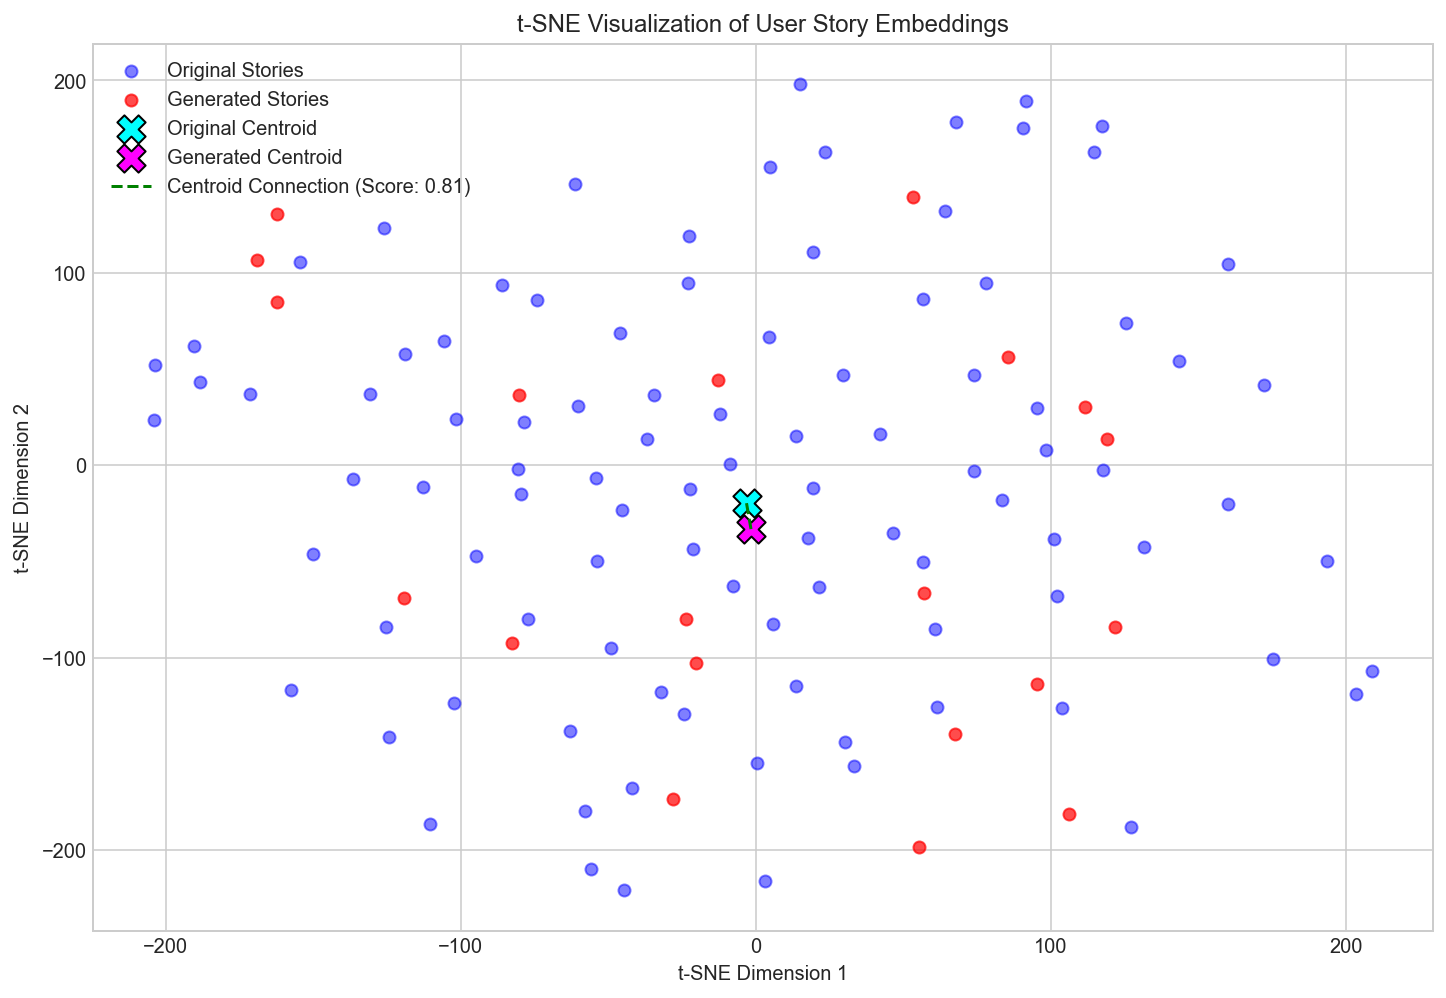 t-SNE Visualization of User Story Embeddings
Original Stories
Generated Stories
Original Centroid
Generated Centroid
Centroid Connection (Score: 0.81)
200
100
0
−100
−200
t-SNE Dimension 2
−200
−100
0
100
200
t-SNE Dimension 1